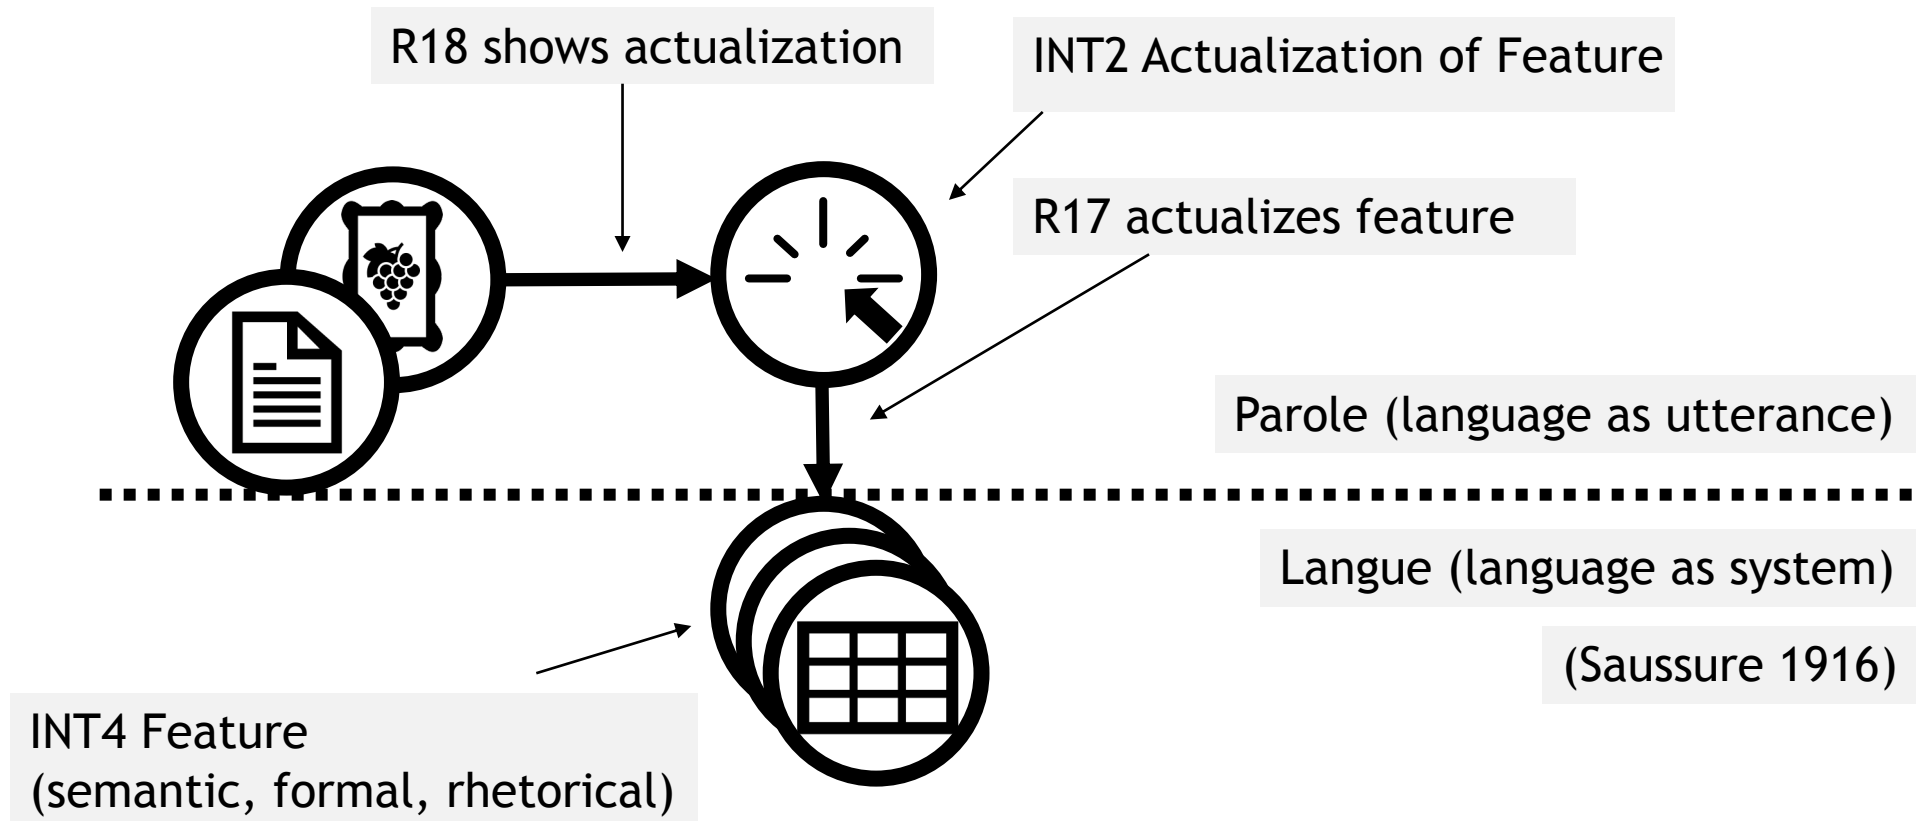 R18 shows actualization
INT2 Actualization of Feature
R17 actualizes feature
Parole (language as utterance)
Langue (language as system)
(Saussure 1916)
INT4 Feature
(semantic, formal, rhetorical)